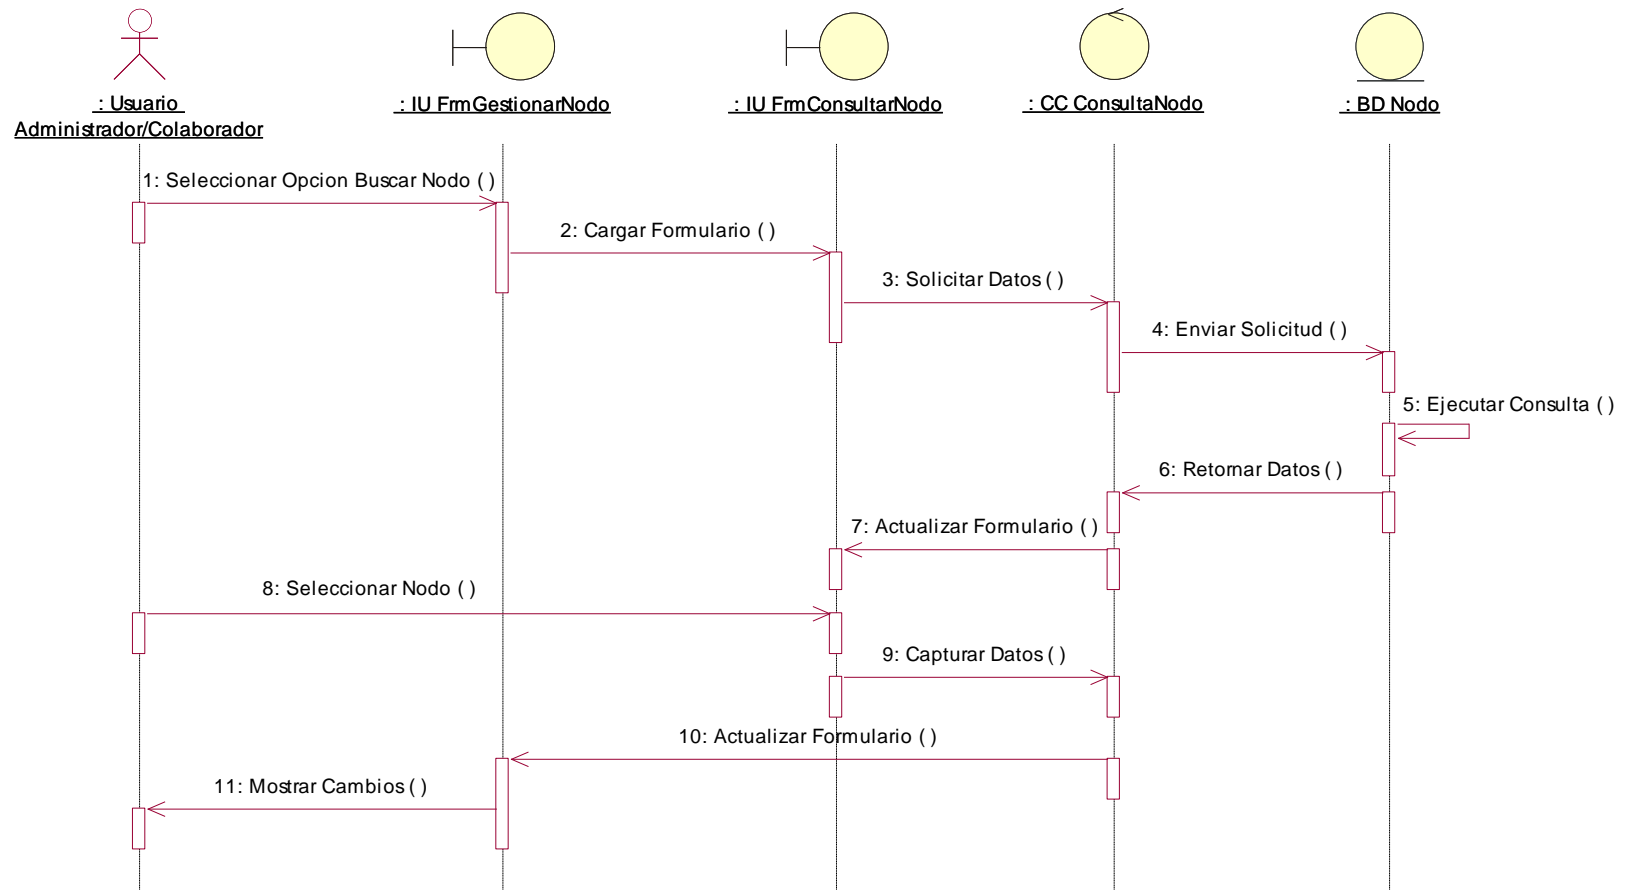 : Usuario
Administrador/Colaborador
: IU FrmGestionarNodo
: IU FrmConsultarNodo
: CC ConsultaNodo
: BD Nodo
1: Seleccionar Opcion Buscar Nodo ( )
2: Cargar Formulario ( )
3: Solicitar Datos ( )
4: Enviar Solicitud ( )
5: Ejecutar Consulta ( )
6: Retornar Datos ( )
7: Actualizar Formulario ( )
8: Seleccionar Nodo ( )
9: Capturar Datos ( )
10: Actualizar Formulario ( )
11: Mostrar Cambios ( )